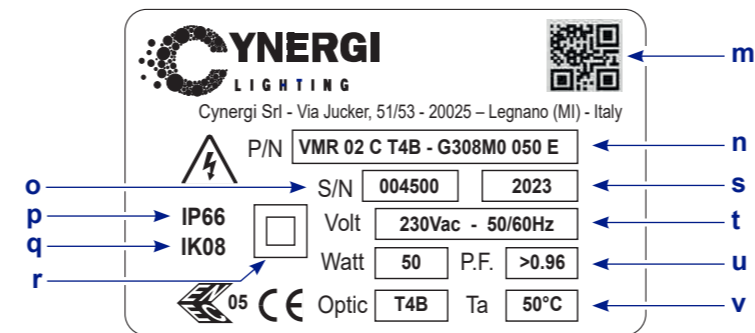 CYNERGI
LIGHTING
m
Cynergi Srl - Via Jucker, 51/53 - 20025 – Legnano (MI) - Italy
P/N VMR 02 C T4B - G308M0 050 E n
o S/N 004500 2023 s
p IP66 Volt 230Vac - 50/60Hz t
q IK08
r Watt 50 P.F. >0.96 u
ENEC 05 CE Optic T4B Ta 50°C v